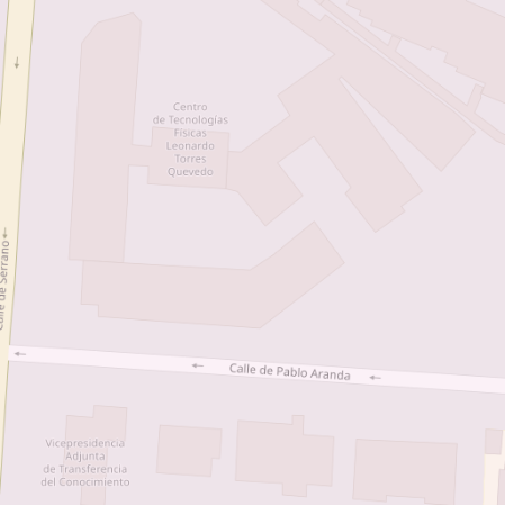 Centro
de Tecnologías
Físicas
Leonardo
Torres
Quevedo
Calle de Serrano
Calle de Pablo Aranda
Vicepresidencia
Adjunta
de Transferencia
del Conocimiento